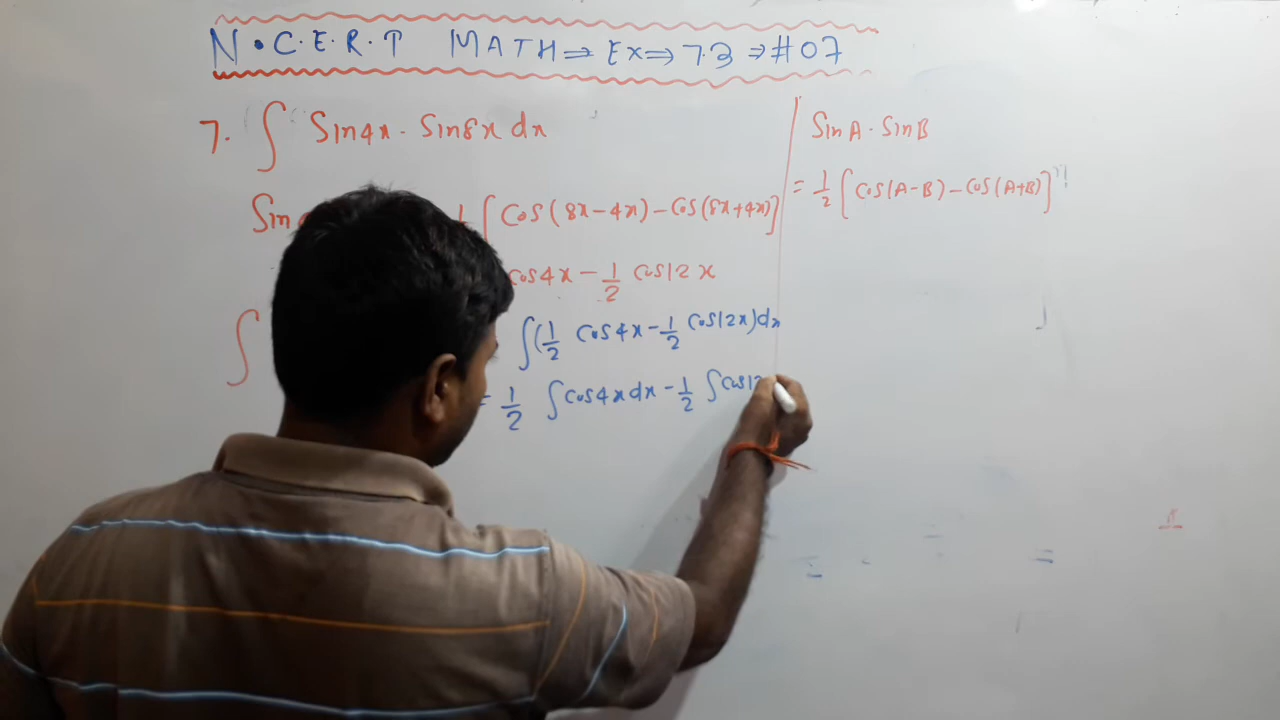 N.C.E.R.T MATH ⇒ Ex ⇒ 7.3 ⇒ #07
7. ∫ Sin4x . Sin8x dx
Sin [Cos(8x-4x) - Cos(8x+4x)]
Cos4x - 1/2 Cos12x
∫ ∫(1/2 Cos4x - 1/2 Cos12x)dx
= 1/2 ∫Cos4x dx - 1/2 ∫Cos12
SinA . SinB
= 1/2 [Cos(A-B) - Cos(A+B)]